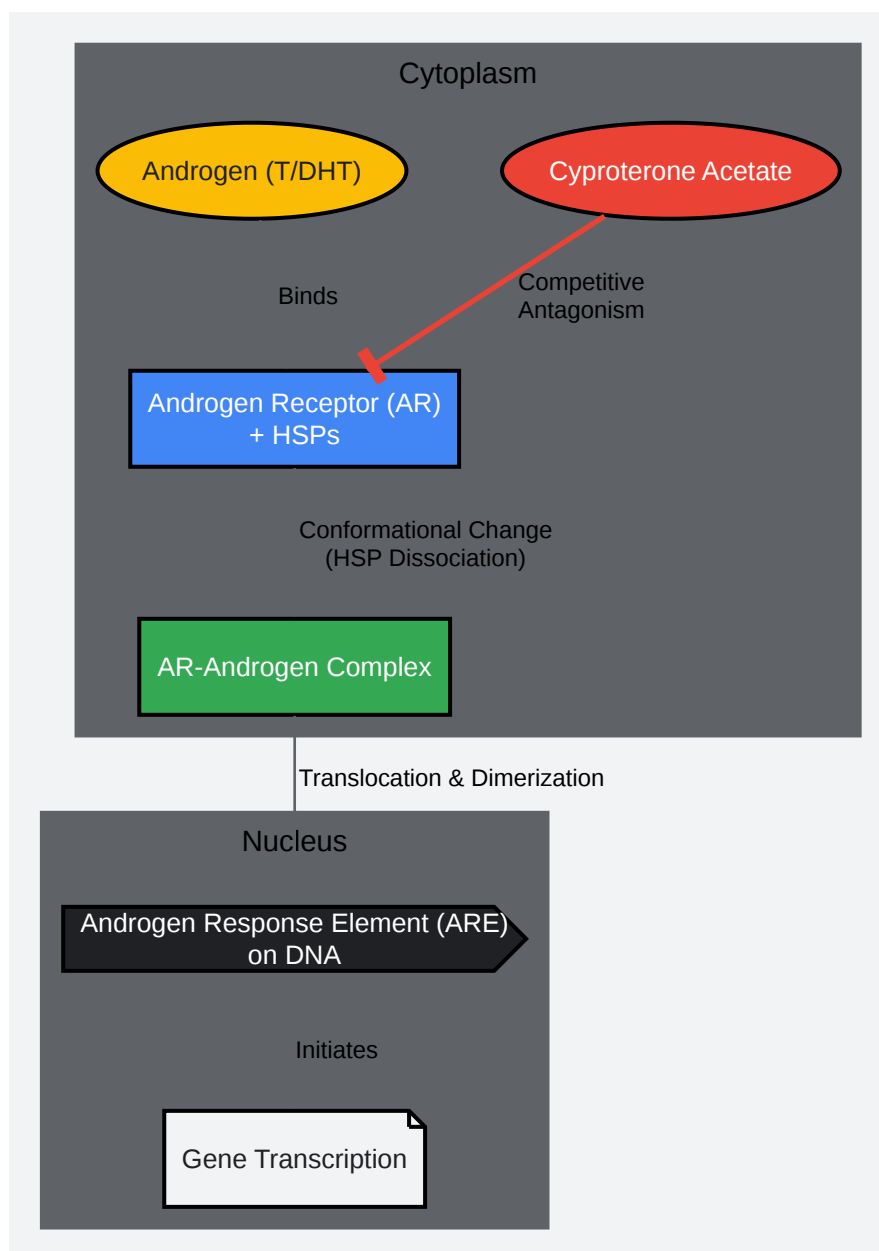 Cytoplasm
Androgen (T/DHT)
Cyproterone Acetate
Binds
Competitive
Antagonism
Androgen Receptor (AR)
+ HSPs
Conformational Change
(HSP Dissociation)
AR-Androgen Complex
Translocation & Dimerization
Nucleus
Androgen Response Element (ARE)
on DNA
Initiates
Gene Transcription